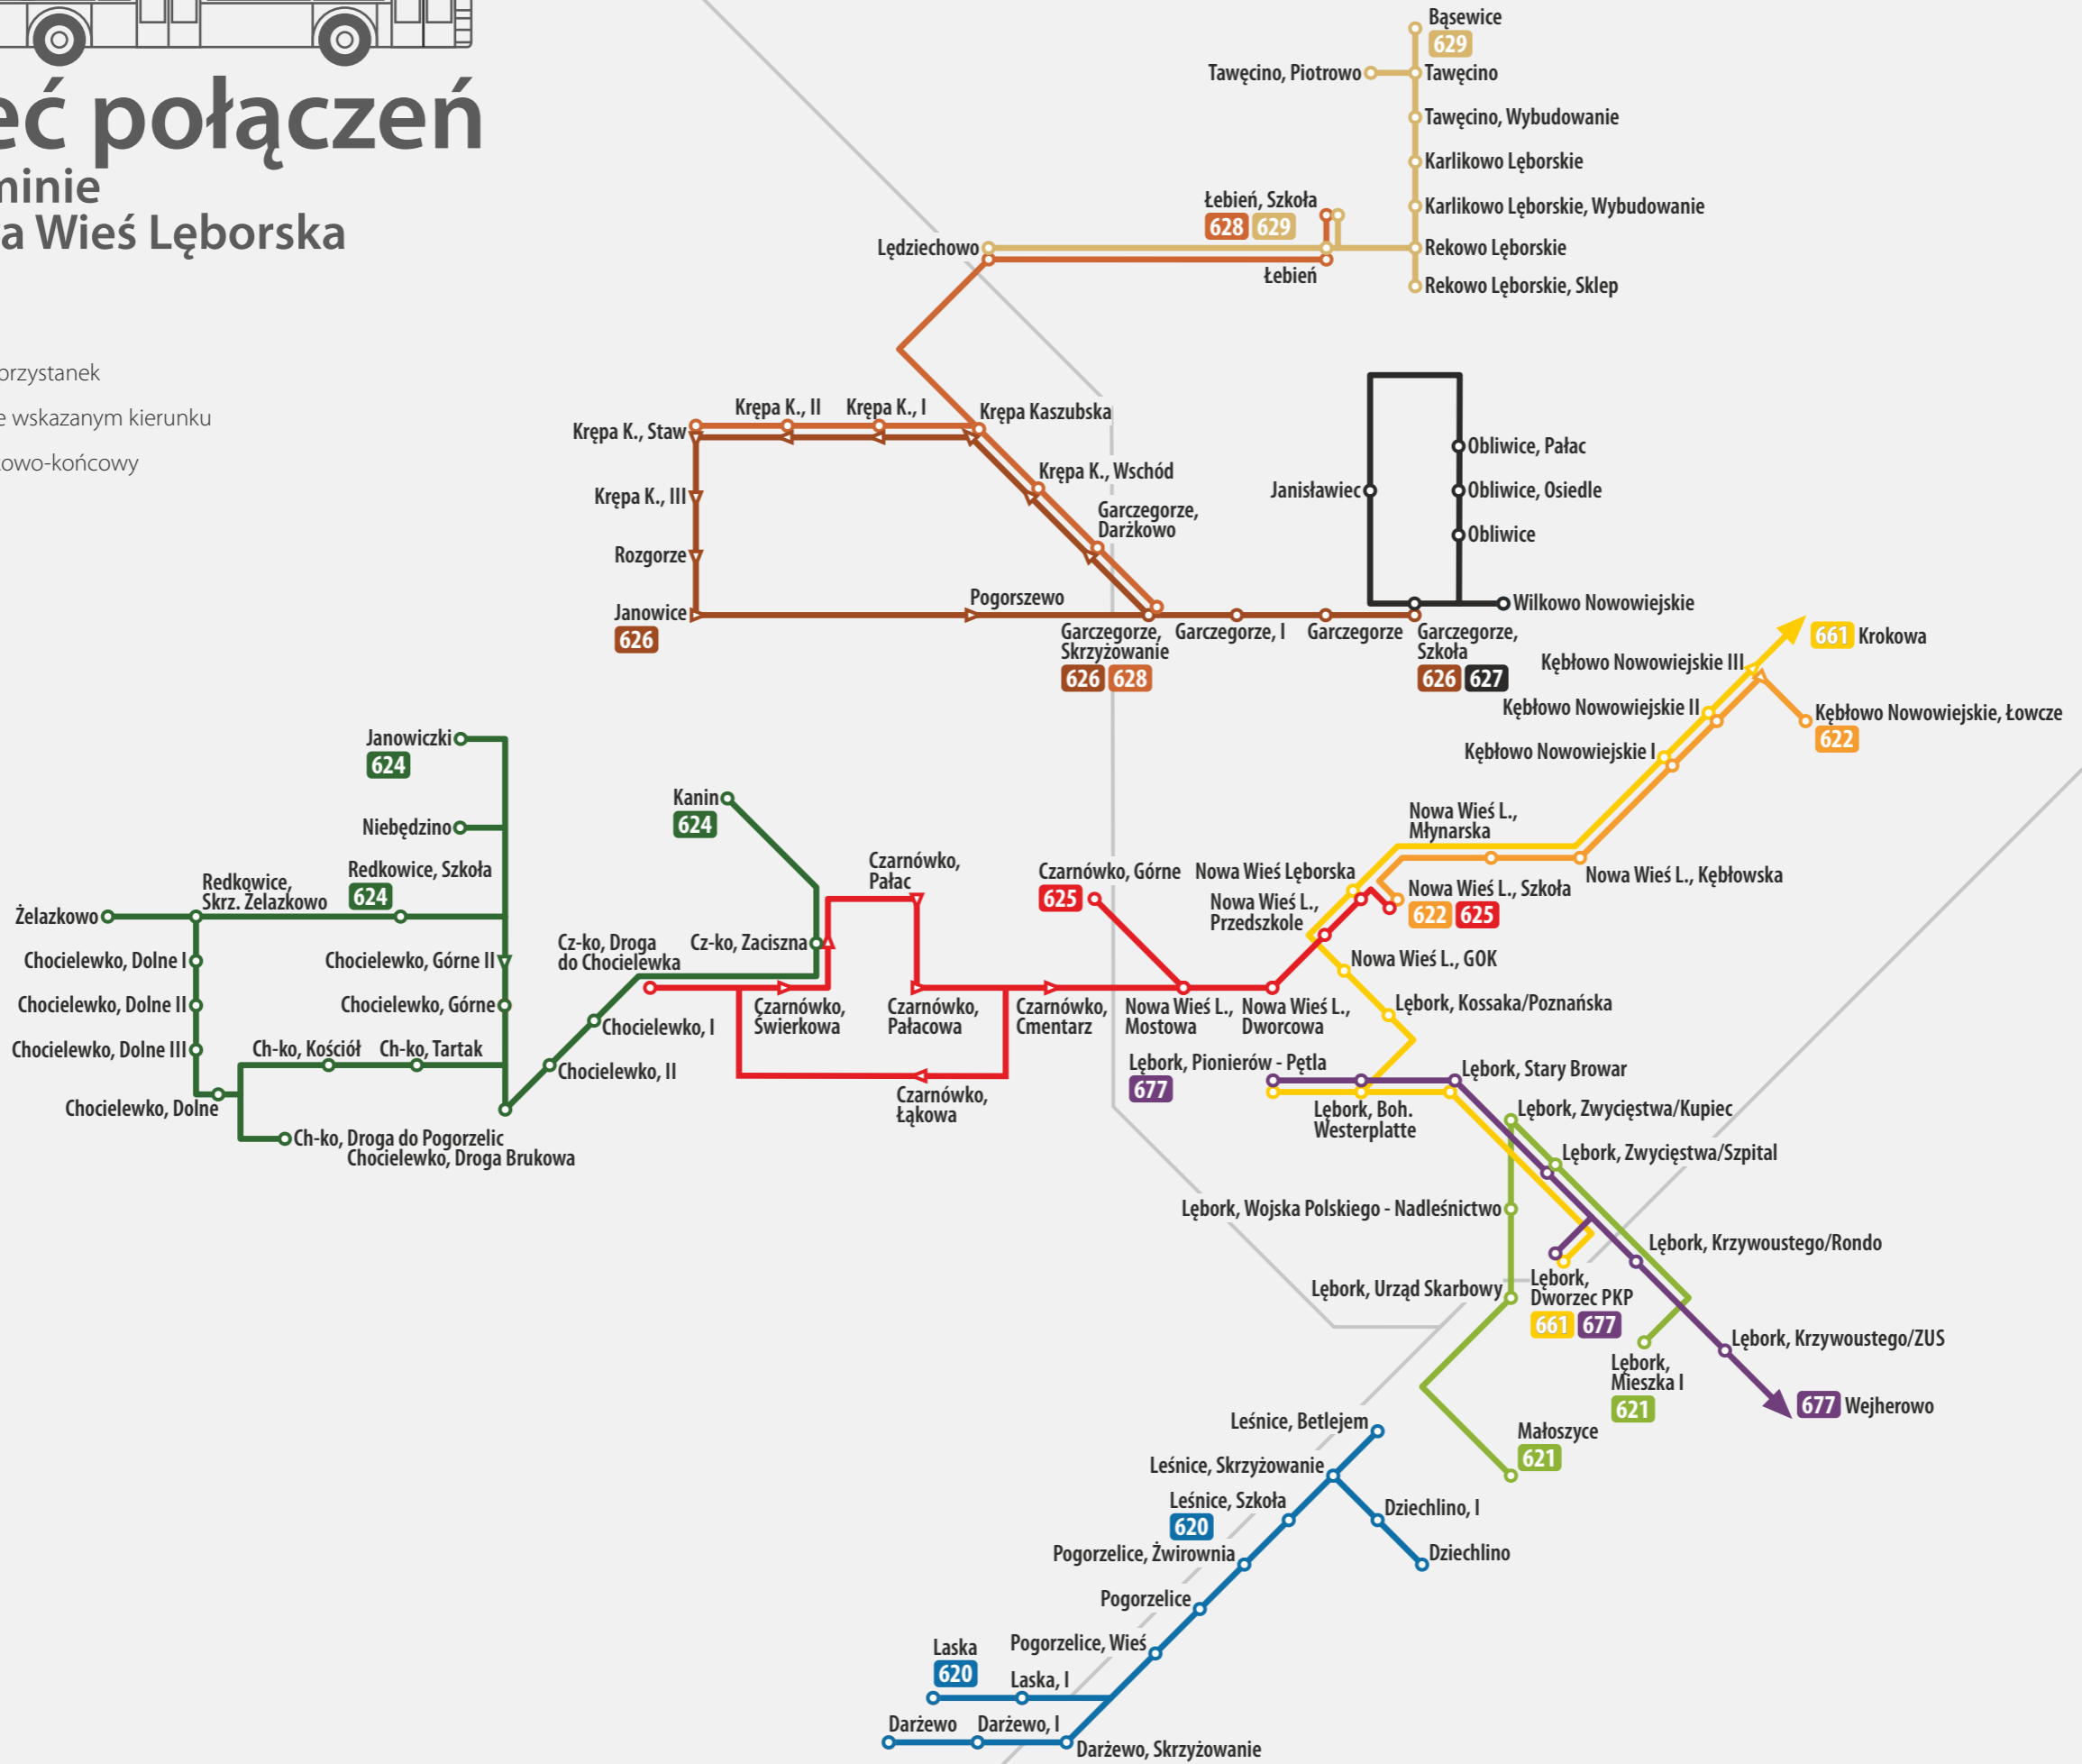 eć połączeń
minie
a Wieś Lęborska
orzystanek
e wskazanym kierunku
owo-końcowy
Bąsewice
629
Tawęcino, Piotrowo
Tawęcino
Tawęcino, Wybudowanie
Karlikowo Lęborskie
Łebień, Szkoła
628 629
Karlikowo Lęborskie, Wybudowanie
Lędziechowo
Rekowo Lęborskie
Łebień
Rekowo Lęborskie, Sklep
Krępa K., II
Krępa K., I
Krępa Kaszubska
Krępa K., Staw
Krępa K., Wschód
Krępa K., III
Garczegorze,
Darżkowo
Rozgorze
Janowice
626
Pogorszewo
Garczegorze,
Skrzyżowanie
626 628
Garczegorze, I
Garczegorze
Garczegorze,
Szkoła
626 627
Obliwice, Pałac
Janisławiec
Obliwice, Osiedle
Obliwice
Wilkowo Nowowiejskie
661 Krokowa
Kębłowo Nowowiejskie III
Kębłowo Nowowiejskie II
Kębłowo Nowowiejskie, Łowcze
622
Kębłowo Nowowiejskie I
Janowiczki
624
Niebędzino
Kanin
624
Redkowice, Szkoła
624
Redkowice,
Skrz. Żelazkowo
Żelazkowo
Chocielewko, Dolne I
Chocielewko, Górne II
Chocielewko, Dolne II
Chocielewko, Górne
Chocielewko, Dolne III
Ch-ko, Kościół
Ch-ko, Tartak
Chocielewko, Dolne
Ch-ko, Droga do Pogorzelic
Chocielewko, Droga Brukowa
Cz-ko, Droga
do Chocielewka
Cz-ko, Zaciszna
Chocielewko, I
Chocielewko, II
Czarnówko,
Pałac
Czarnówko,
Świerkowa
Czarnówko,
Pałacowa
Czarnówko,
Cmentarz
Czarnówko,
Łąkowa
Czarnówko, Górne
625
Nowa Wieś L.,
Mostowa
Nowa Wieś L.,
Dworcowa
Nowa Wieś L.,
Młynarska
Nowa Wieś Lęborska
Nowa Wieś L., Kębłowska
Nowa Wieś L., Szkoła
622 625
Nowa Wieś L.,
Przedszkole
Nowa Wieś L., GOK
Lębork, Kossaka/Poznańska
Lębork, Pionierów - Pętla
677
Lębork, Stary Browar
Lębork, Boh.
Westerplatte
Lębork, Zwycięstwa/Kupiec
Lębork, Zwycięstwa/Szpital
Lębork, Wojska Polskiego - Nadleśnictwo
Lębork, Krzywoustego/Rondo
Lębork, Urząd Skarbowy
Lębork,
Dworzec PKP
661 677
Lębork, Krzywoustego/ZUS
Lębork,
Mieszka I
621
677 Wejherowo
Małoszyce
621
Leśnice, Betlejem
Leśnice, Skrzyżowanie
Leśnice, Szkoła
620
Dziechlino, I
Dziechlino
Pogorzelice, Żwirownia
Pogorzelice
Pogorzelice, Wieś
Laska
620
Laska, I
Darżewo
Darżewo, I
Darżewo, Skrzyżowanie